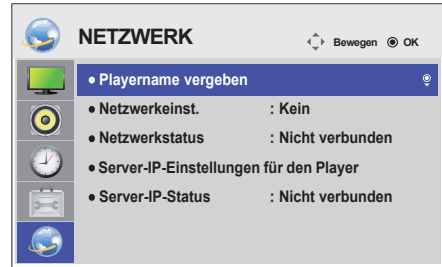 NETZWERK
Bewegen OK
● Playername vergeben
● Netzwerkeinst. : Kein
● Netzwerkstatus : Nicht verbunden
● Server-IP-Einstellungen für den Player
● Server-IP-Status : Nicht verbunden